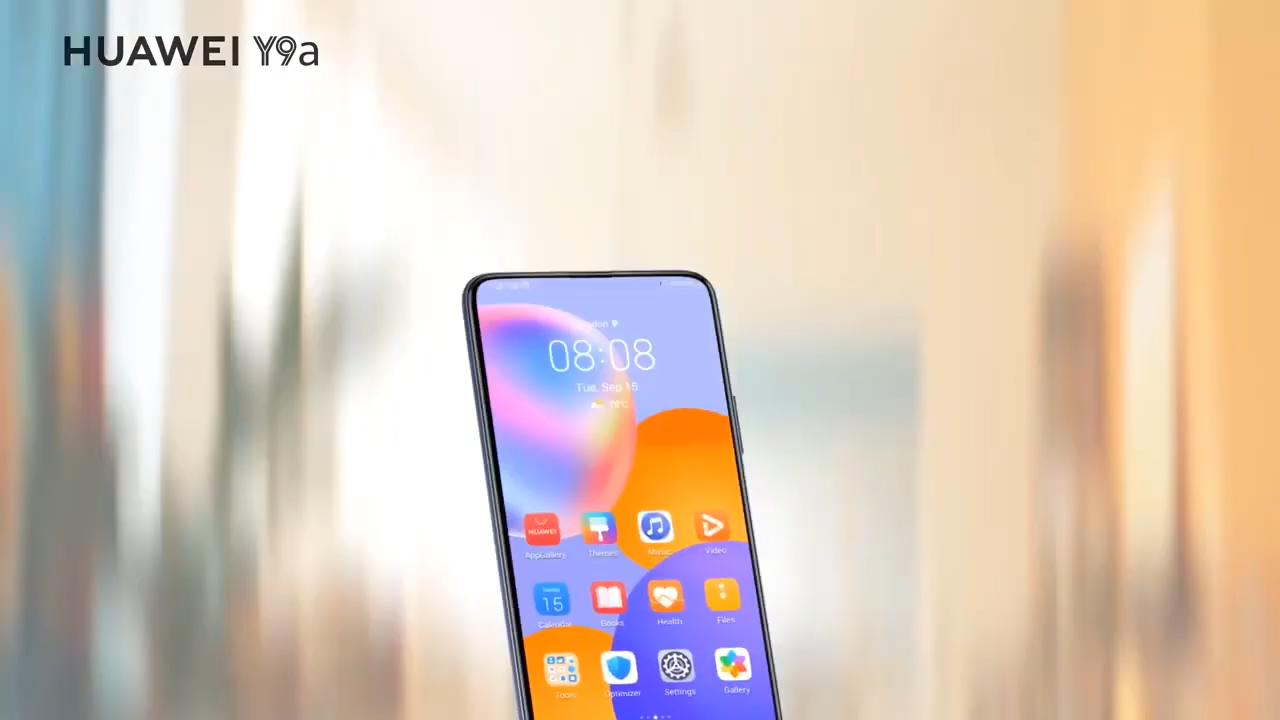 HUAWEI Y9a
08:08
Tue, Sep 15
HUAWEI
AppGallery Themes Music Video
15
Calendar Books Health Files
Tools Optimizer Settings Gallery